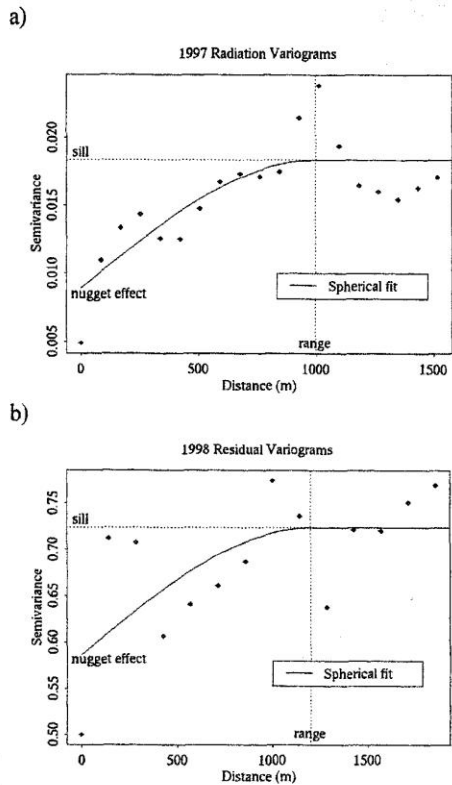 a)
1997 Radiation Variograms
Semivariance
0.020
0.015
0.010
0.005
sill
nugget effect
Spherical fit
range
0
500
1000
1500
Distance (m)
b)
1998 Residual Variograms
Semivariance
0.75
0.70
0.65
0.60
0.55
0.50
sill
nugget effect
Spherical fit
range
0
500
1000
1500
Distance (m)